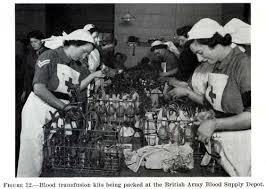 FIGURE 22.—Blood transfusion kits being packed at the British Army Blood Supply Depot.